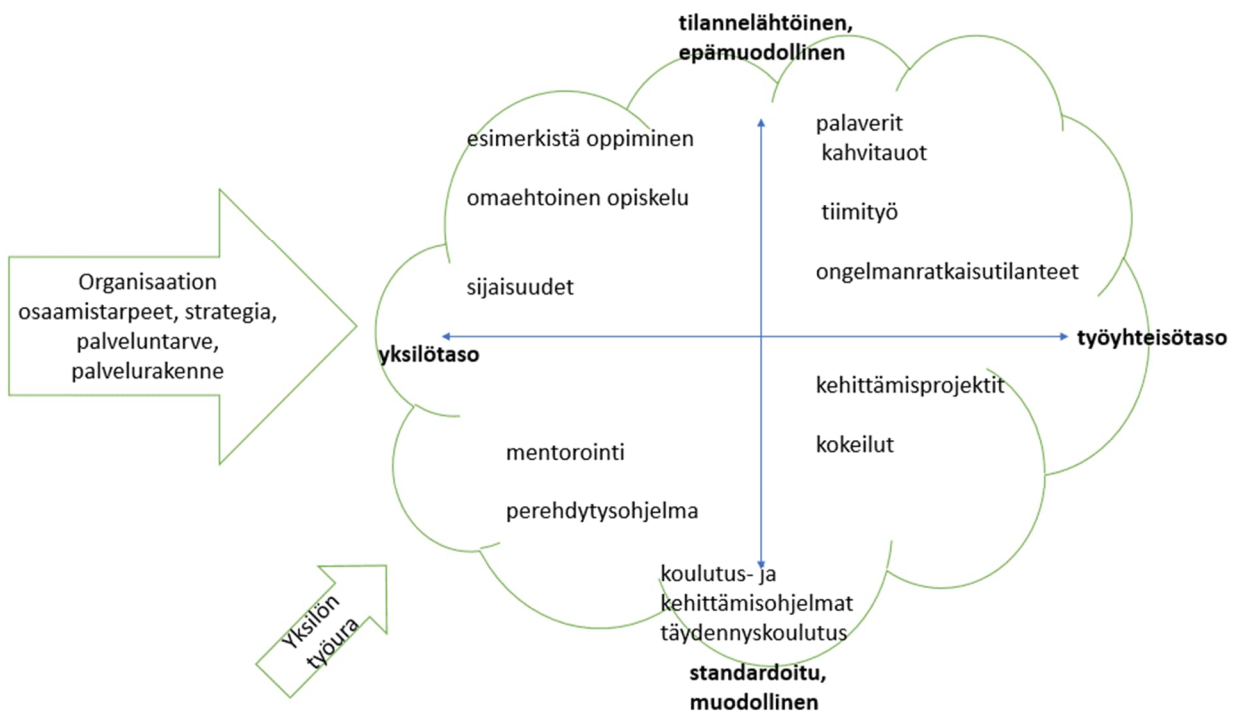 tilannelähtöinen,
epämuodollinen
esimerkistä oppiminen
omaehtoinen opiskelu
sijaisuudet
palaverit
kahvitauot
tiimityö
ongelmanratkaisutilanteet
Organisaation
osaamistarpeet, strategia,
palveluntarve,
palvelurakenne
yksilötaso
työyhteisötaso
mentorointi
perehdytysohjelma
kehittämisprojektit
kokeilut
Yksilön
työura
koulutus- ja
kehittämisohjelmat
täydennyskoulutus
standardoitu,
muodollinen